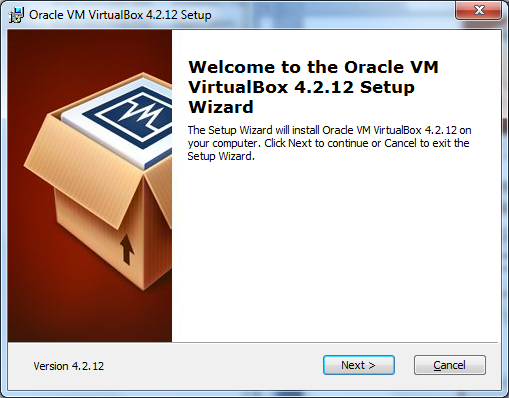 Oracle VM VirtualBox 4.2.12 Setup
Welcome to the Oracle VM
VirtualBox 4.2.12 Setup
Wizard
The Setup Wizard will install Oracle VM VirtualBox 4.2.12 on
your computer. Click Next to continue or Cancel to exit the
Setup Wizard.
Version 4.2.12
Next >
Cancel